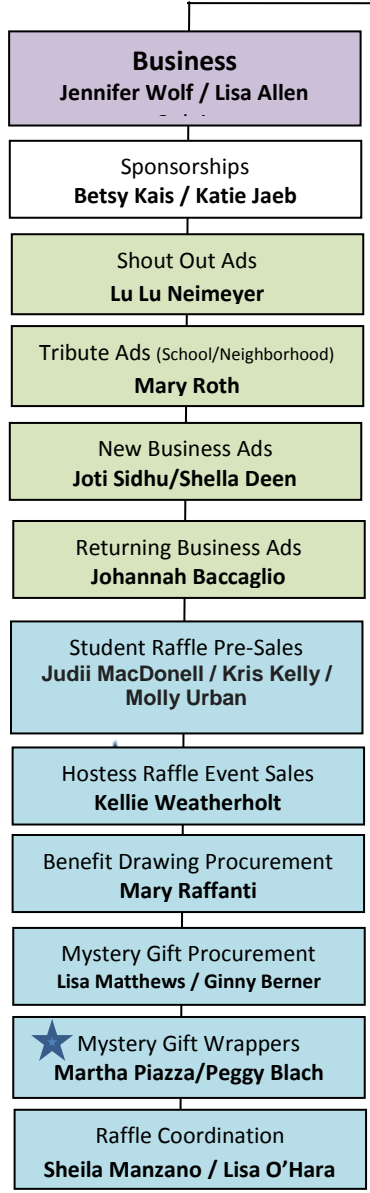 Business
Jennifer Wolf / Lisa Allen
Sponsorships
Betsy Kais / Katie Jaeb
Shout Out Ads
Lu Lu Neimeyer
Tribute Ads (School/Neighborhood)
Mary Roth
New Business Ads
Joti Sidhu/Shella Deen
Returning Business Ads
Johannah Baccaglio
Student Raffle Pre-Sales
Judii MacDonell / Kris Kelly /
Molly Urban
Hostess Raffle Event Sales
Kellie Weatherholt
Benefit Drawing Procurement
Mary Raffanti
Mystery Gift Procurement
Lisa Matthews / Ginny Berner
Mystery Gift Wrappers
Martha Piazza/Peggy Blach
Raffle Coordination
Sheila Manzano / Lisa O’Hara